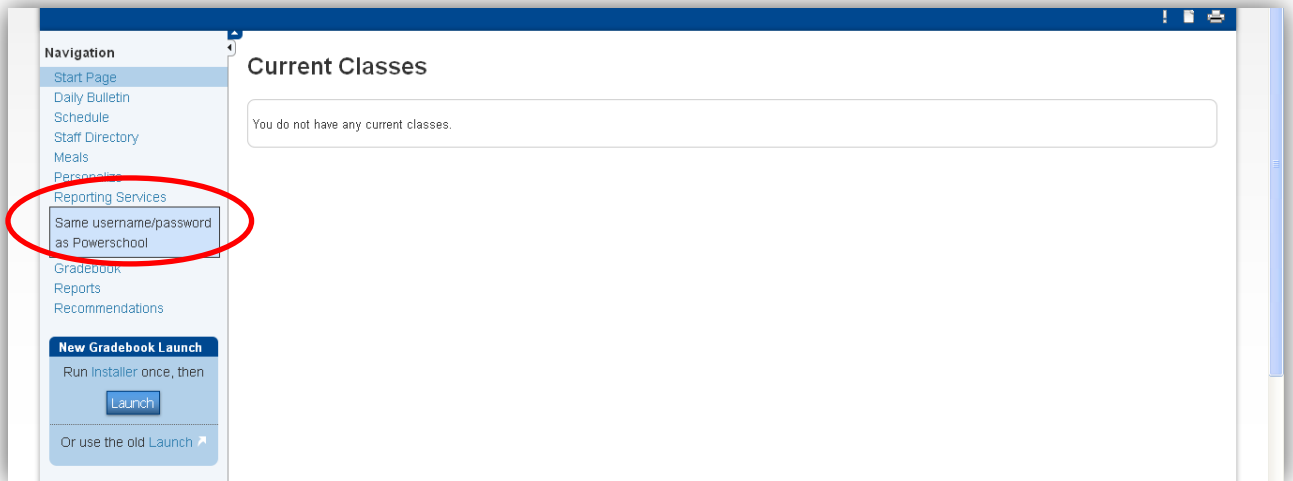 Navigation
Start Page
Daily Bulletin
Schedule
Staff Directory
Meals
Personalize
Reporting Services
Same username/password
as Powerschool
Gradebook
Reports
Recommendations
New Gradebook Launch
Run Installer once, then
Launch
Or use the old Launch
Current Classes
You do not have any current classes.